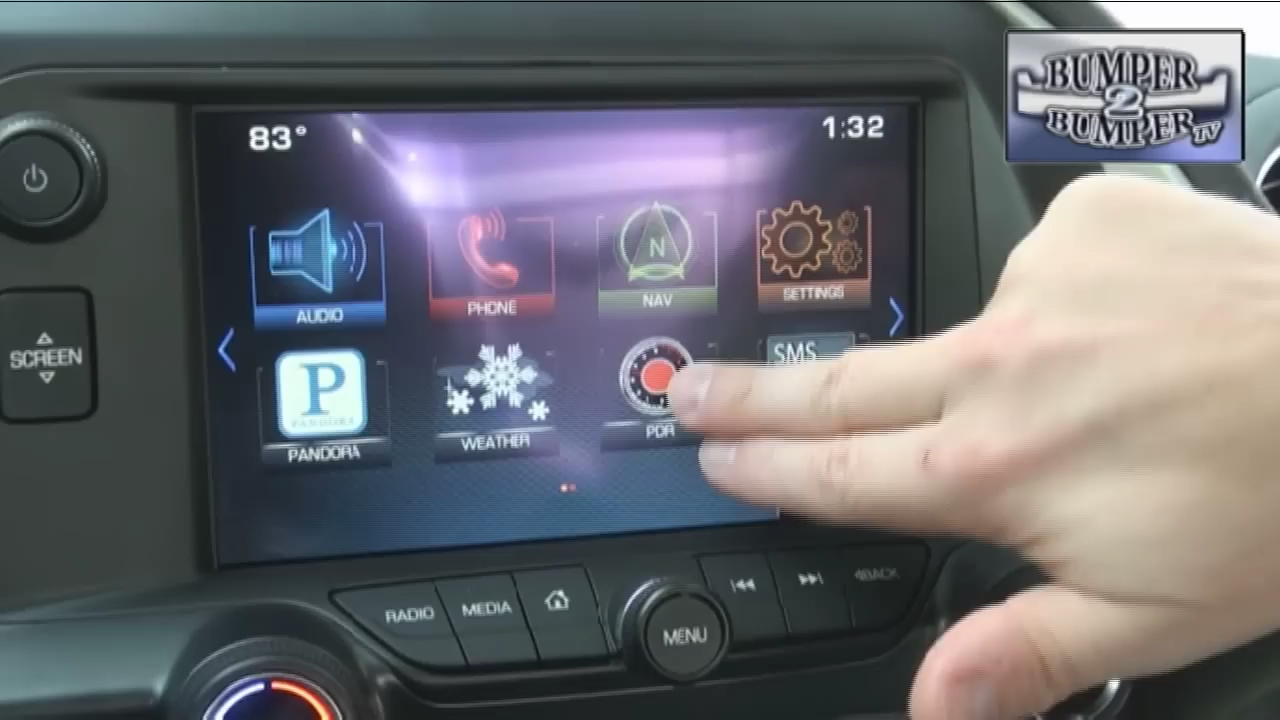 BUMPER
2
BUMPER TV
83°
1:32
N
AUDIO
PHONE
NAV
SETTINGS
SMS
P
PANDORA
PANDORA
WEATHER
PDR
SCREEN
RADIO
MEDIA
MENU
BACK